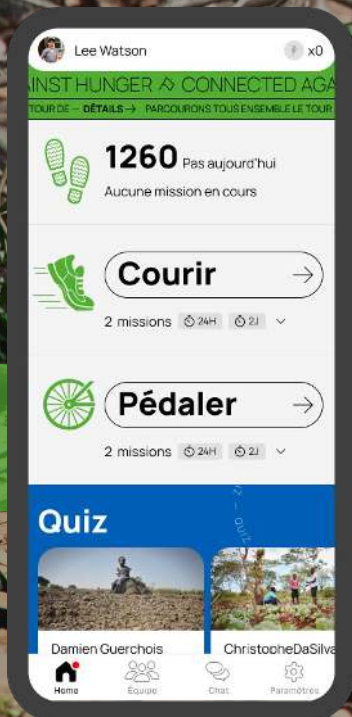 Lee Watson
x0
INST HUNGER CONNECTED AGA
TOUR DE — DÉTAILS → PARCOURONS TOUS ENSEMBLE LE TOUR
1260 Pas aujourd'hui
Aucune mission en cours
Courir →
2 missions 24H 2J
Pédaler →
2 missions 24H 2J
— QUIZ
Quiz
Damien Guerchois
ChristopheDaSilva
Home
Équipe
Chat
Paramètres